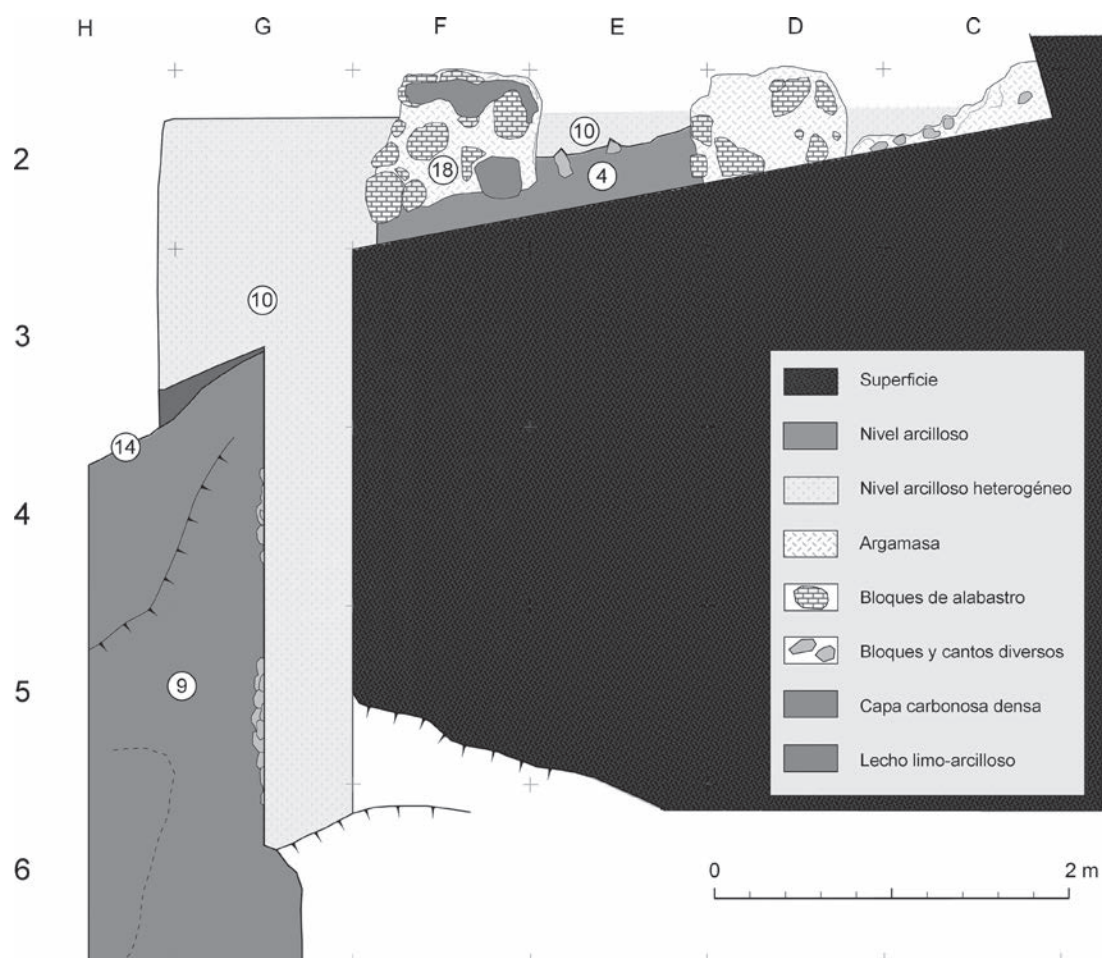 H G F E D C
2
10
18
4
10
3
14
4
9
5
6
Superficie
Nivel arcilloso
Nivel arcilloso heterogéneo
Argamasa
Bloques de alabastro
Bloques y cantos diversos
Capa carbonosa densa
Lecho limo-arcilloso
0 2 m